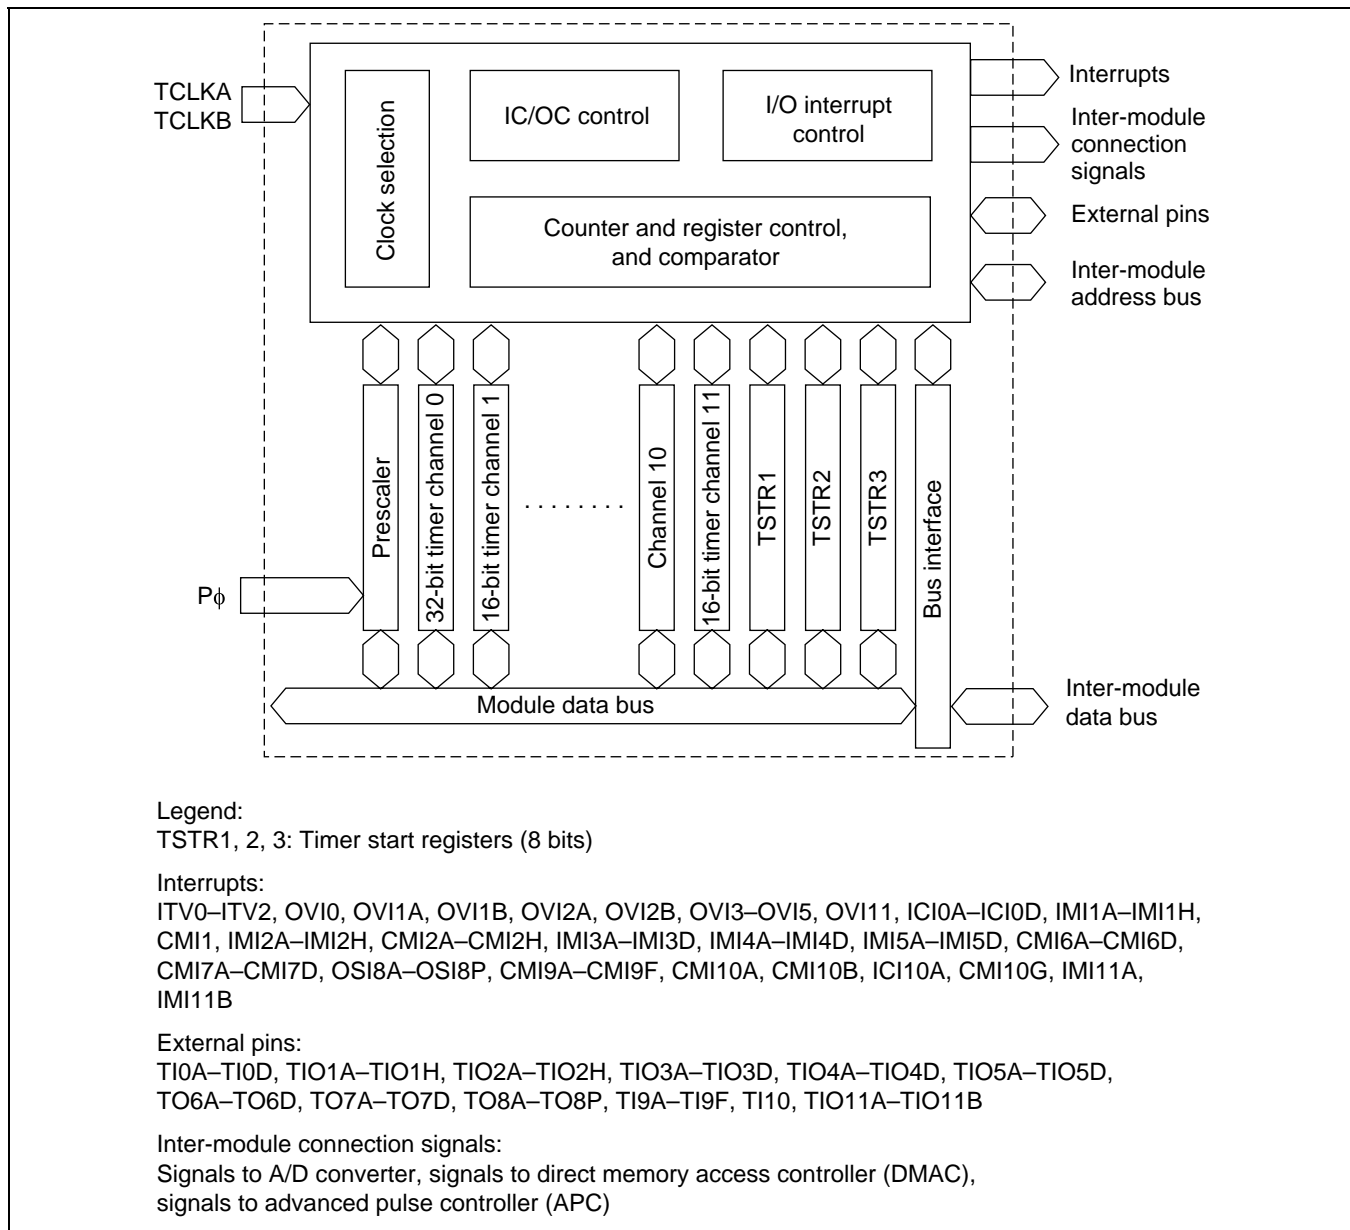 TCLKA
TCLKB
Clock selection
IC/OC control
I/O interrupt
control
Counter and register control,
and comparator
Interrupts
Inter-module
connection
signals
External pins
Inter-module
address bus
Prescaler
32-bit timer channel 0
16-bit timer channel 1
. . . . . . . .
Channel 10
16-bit timer channel 11
TSTR1
TSTR2
TSTR3
Bus interface
Pϕ
Module data bus
Inter-module
data bus
Legend:
TSTR1, 2, 3: Timer start registers (8 bits)
Interrupts:
ITV0–ITV2, OVI0, OVI1A, OVI1B, OVI2A, OVI2B, OVI3–OVI5, OVI11, ICI0A–ICI0D, IMI1A–IMI1H,
CMI1, IMI2A–IMI2H, CMI2A–CMI2H, IMI3A–IMI3D, IMI4A–IMI4D, IMI5A–IMI5D, CMI6A–CMI6D,
CMI7A–CMI7D, OSI8A–OSI8P, CMI9A–CMI9F, CMI10A, CMI10B, ICI10A, CMI10G, IMI11A,
IMI11B
External pins:
TI0A–TI0D, TIO1A–TIO1H, TIO2A–TIO2H, TIO3A–TIO3D, TIO4A–TIO4D, TIO5A–TIO5D,
TO6A–TO6D, TO7A–TO7D, TO8A–TO8P, TI9A–TI9F, TI10, TIO11A–TIO11B
Inter-module connection signals:
Signals to A/D converter, signals to direct memory access controller (DMAC),
signals to advanced pulse controller (APC)